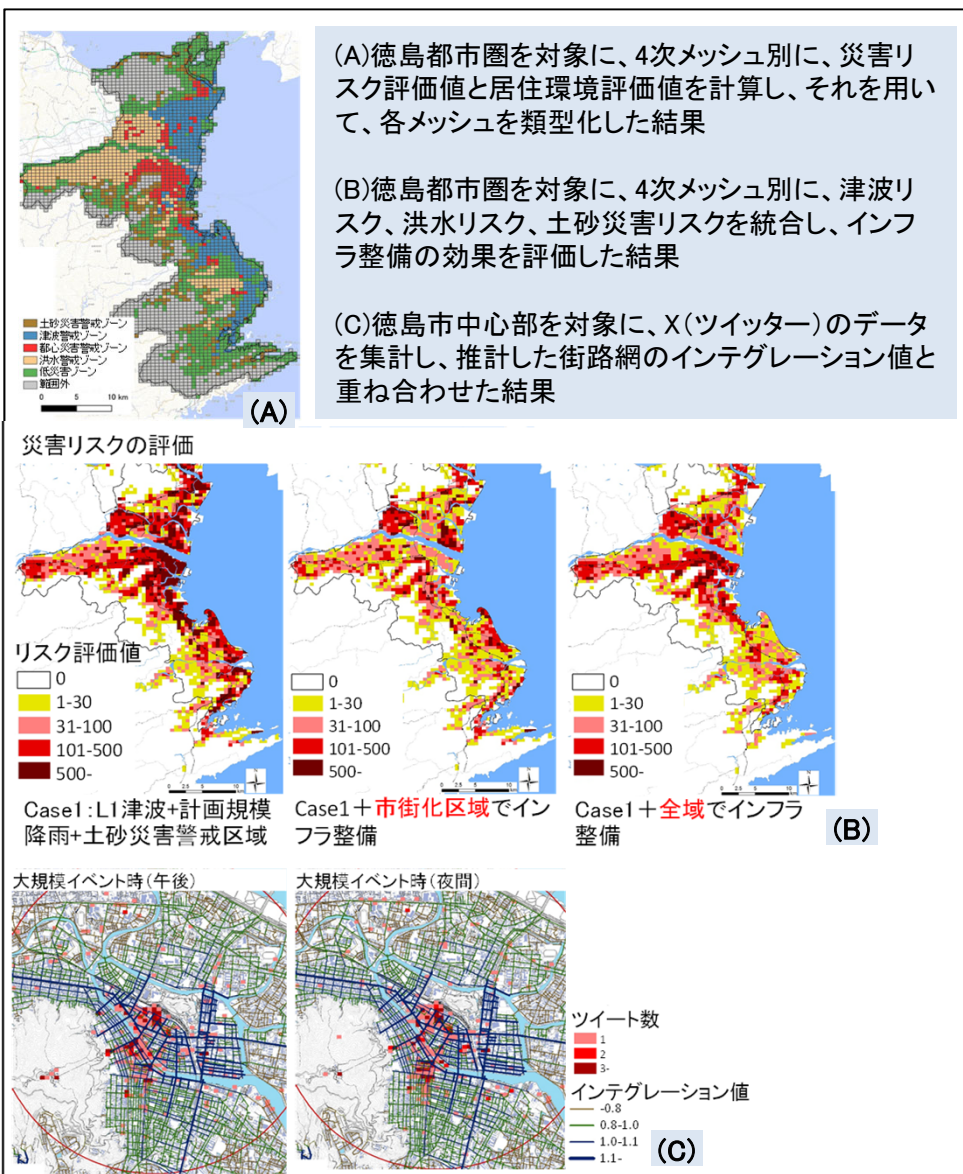 (A)徳島都市圏を対象に、4次メッシュ別に、災害リ
スク評価値と居住環境評価値を計算し、それを用い
て、各メッシュを類型化した結果
(B)徳島都市圏を対象に、4次メッシュ別に、津波リ
スク、洪水リスク、土砂災害リスクを統合し、インフ
ラ整備の効果を評価した結果
(C)徳島市中心部を対象に、X(ツイッター)のデータ
を集計し、推計した街路網のインテグレーション値と
重ね合わせた結果
土砂災害警戒ゾーン
津波警戒ゾーン
都心災害警戒ゾーン
洪水警戒ゾーン
低災害ゾーン
範囲外
0 5 10 km
(A)
災害リスクの評価
リスク評価値
0
1-30
31-100
101-500
500-
Case1:L1津波+計画規模
降雨+土砂災害警戒区域
0
1-30
31-100
101-500
500-
Case1+市街化区域でイン
フラ整備
0
1-30
31-100
101-500
500-
Case1+全域でインフラ
整備
(B)
大規模イベント時(午後)
大規模イベント時(夜間)
ツイート数
1
2
3-
インテグレーション値
-0.8
0.8-1.0
1.0-1.1
1.1-
(C)